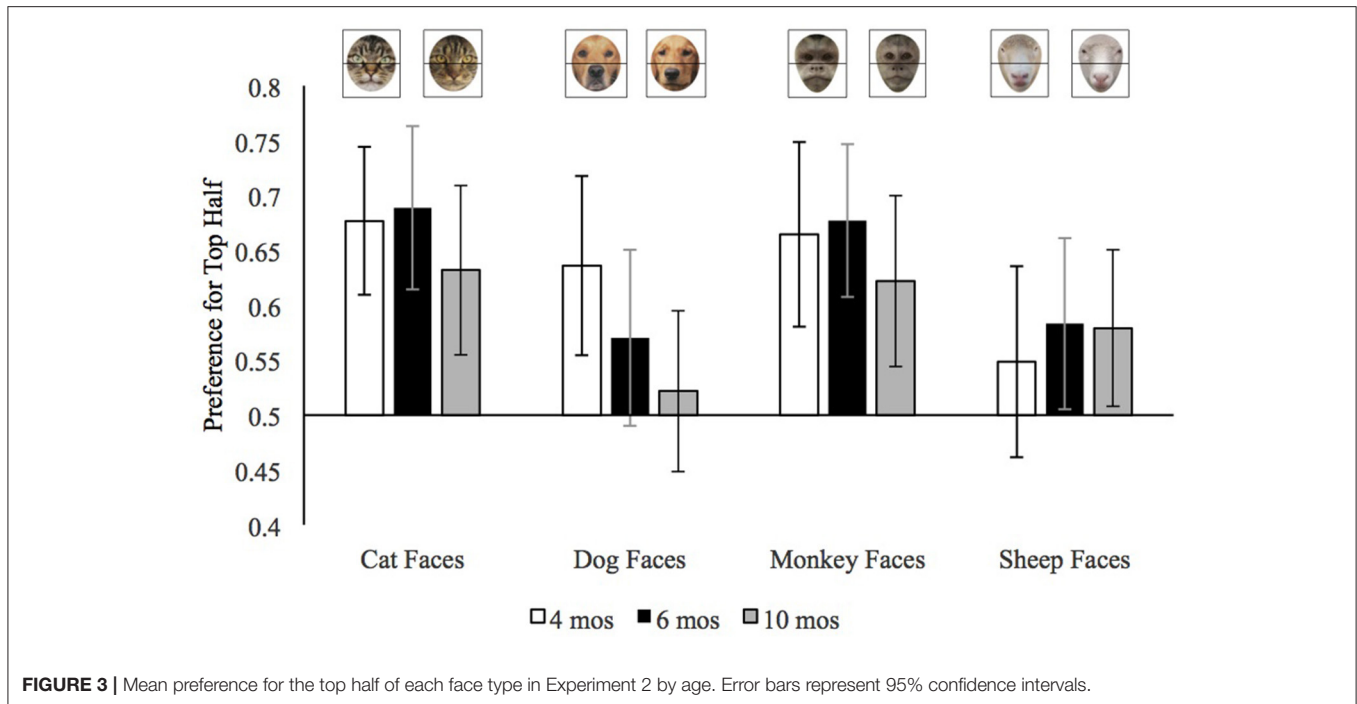 0.8
0.75
0.7
0.65
0.6
0.55
0.5
0.45
0.4
Preference for Top Half
Cat Faces Dog Faces Monkey Faces Sheep Faces
4 mos 6 mos 10 mos
FIGURE 3 | Mean preference for the top half of each face type in Experiment 2 by age. Error bars represent 95% confidence intervals.